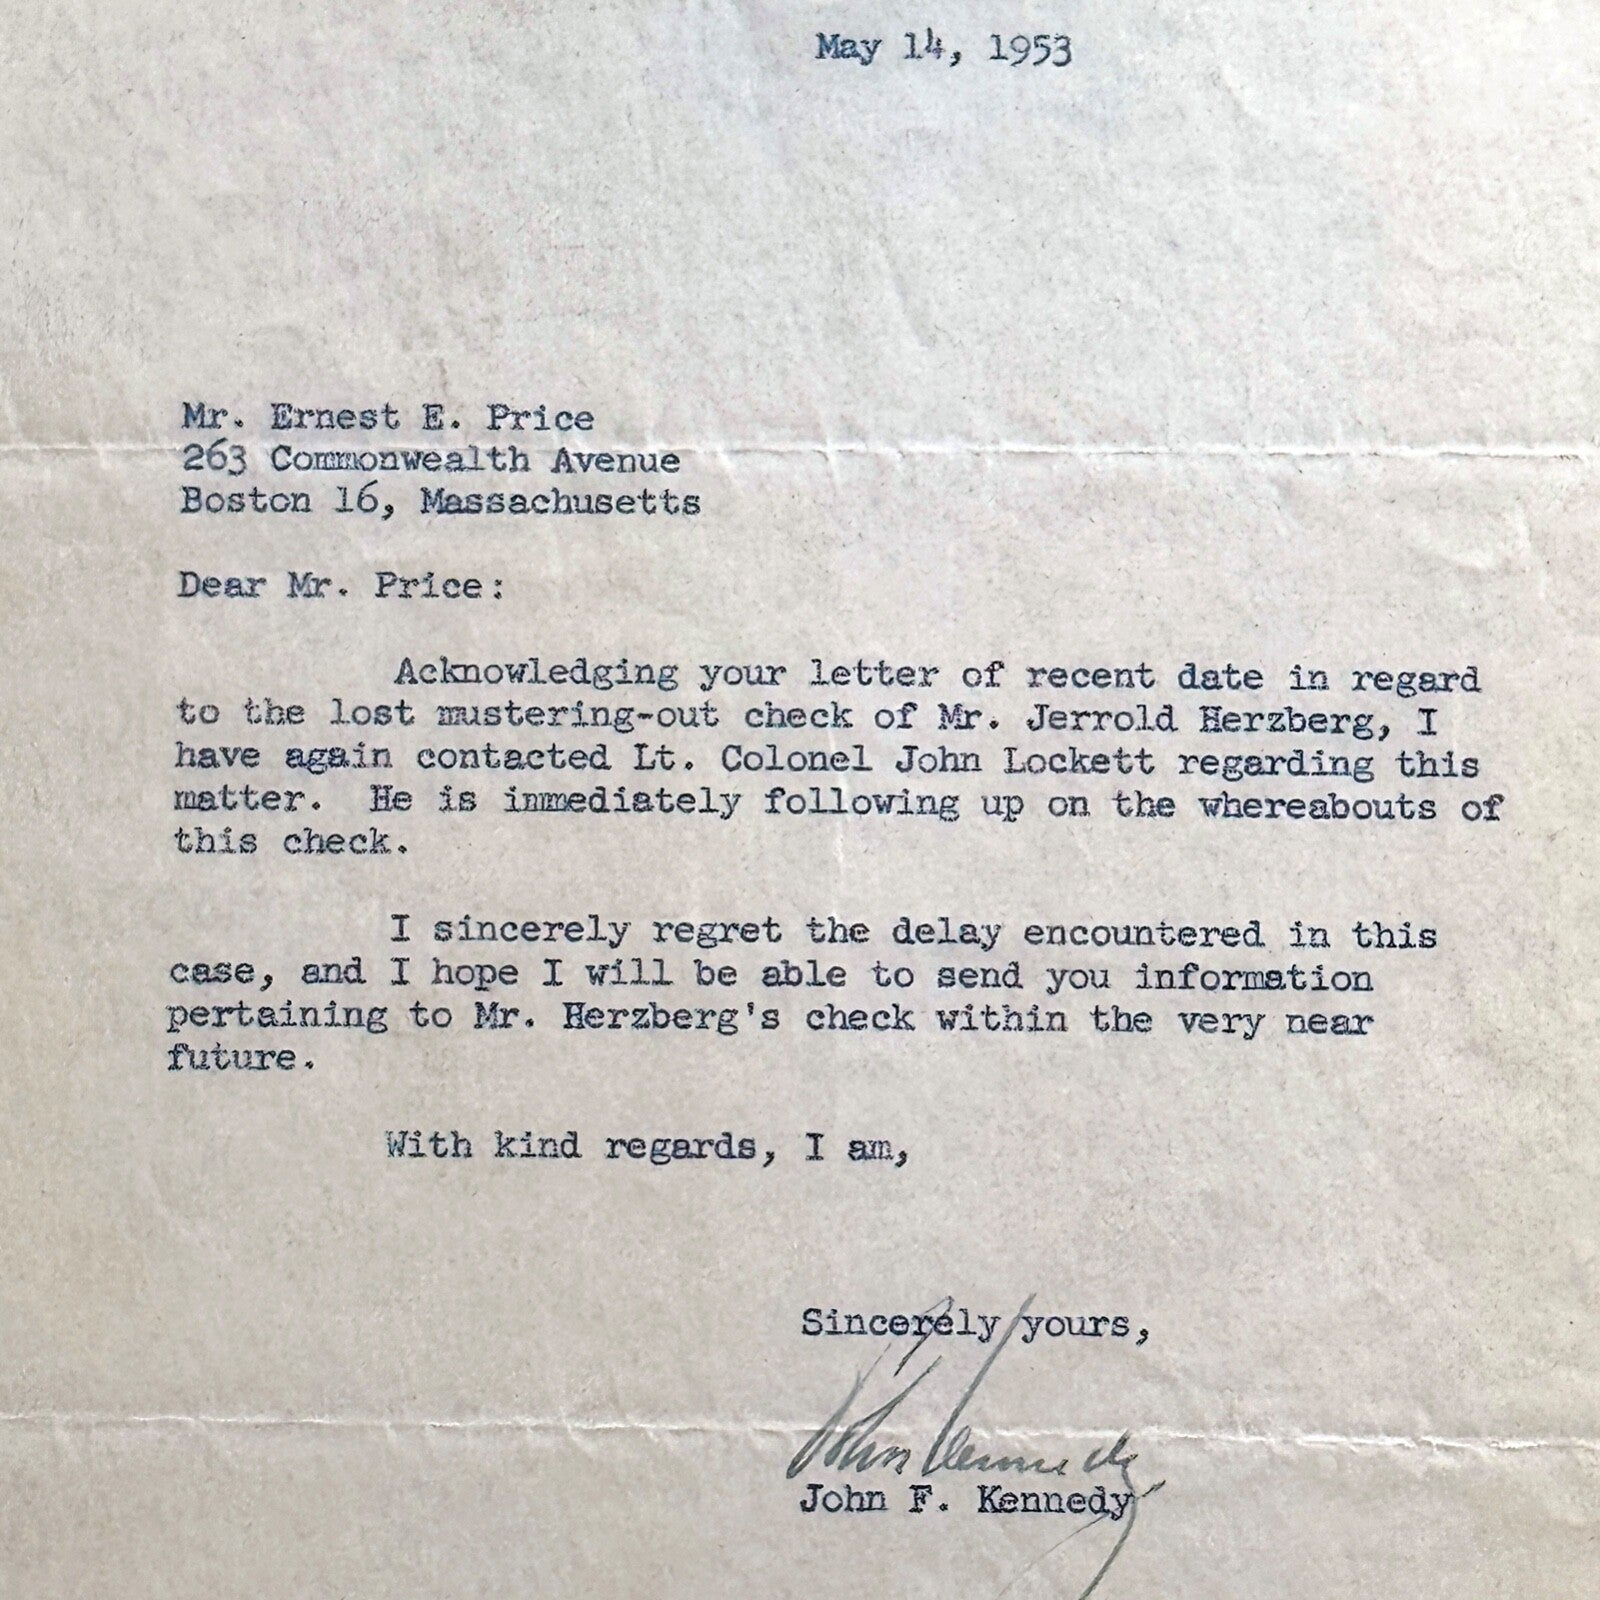 May 14, 1953
Mr. Ernest E. Price
263 Commonwealth Avenue
Boston 16, Massachusetts
Dear Mr. Price:
Acknowledging your letter of recent date in regard
to the lost mustering-out check of Mr. Jerrold Herzberg, I
have again contacted Lt. Colonel John Lockett regarding this
matter. He is immediately following up on the whereabouts of
this check.
I sincerely regret the delay encountered in this
case, and I hope I will be able to send you information
pertaining to Mr. Herzberg's check within the very near
future.
With kind regards, I am,
Sincerely yours,
John Kennedy
John F. Kennedy